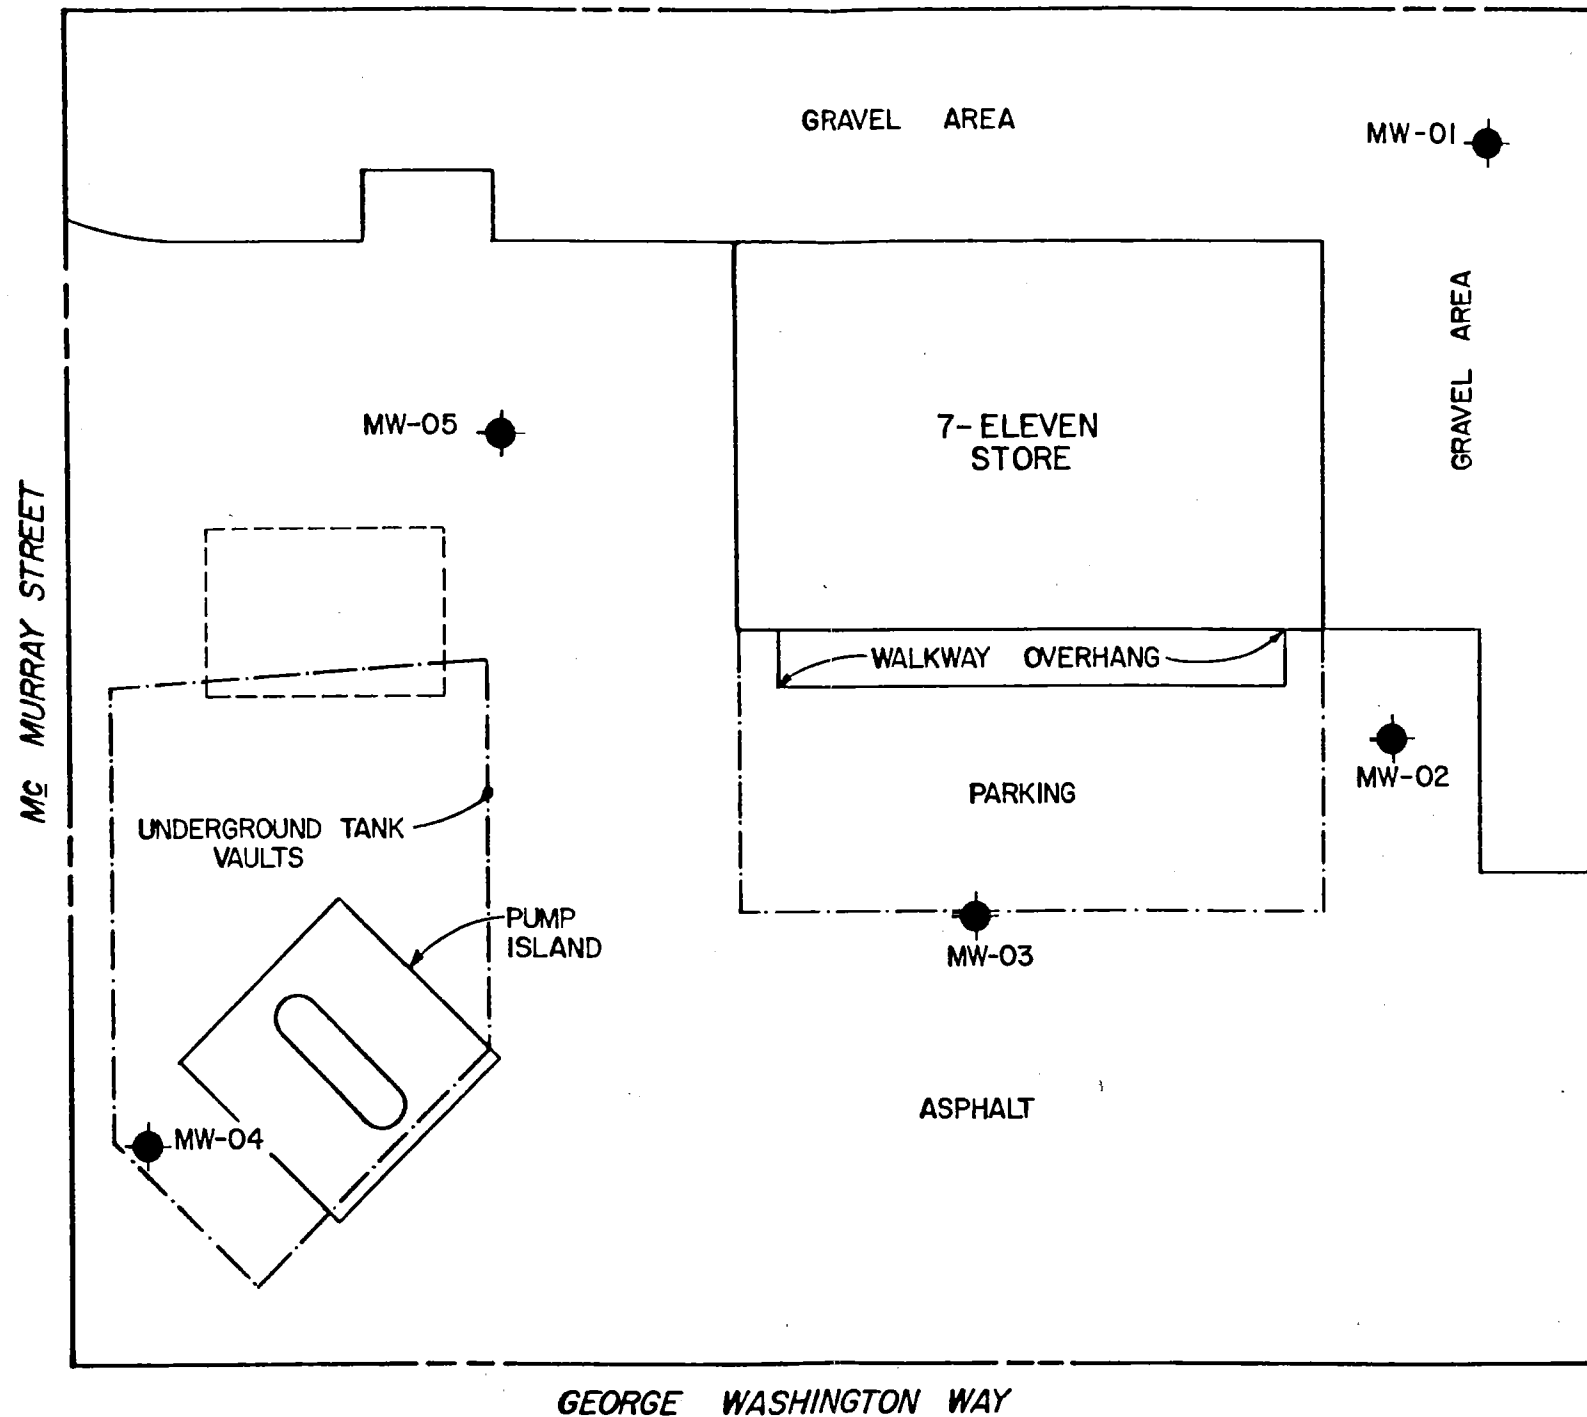 GRAVEL AREA
MW-01
GRAVEL AREA
MW-05
7-ELEVEN
STORE
Mc MURRAY STREET
WALKWAY OVERHANG
MW-02
PARKING
UNDERGROUND TANK
VAULTS
PUMP
ISLAND
MW-03
ASPHALT
MW-04
GEORGE WASHINGTON WAY